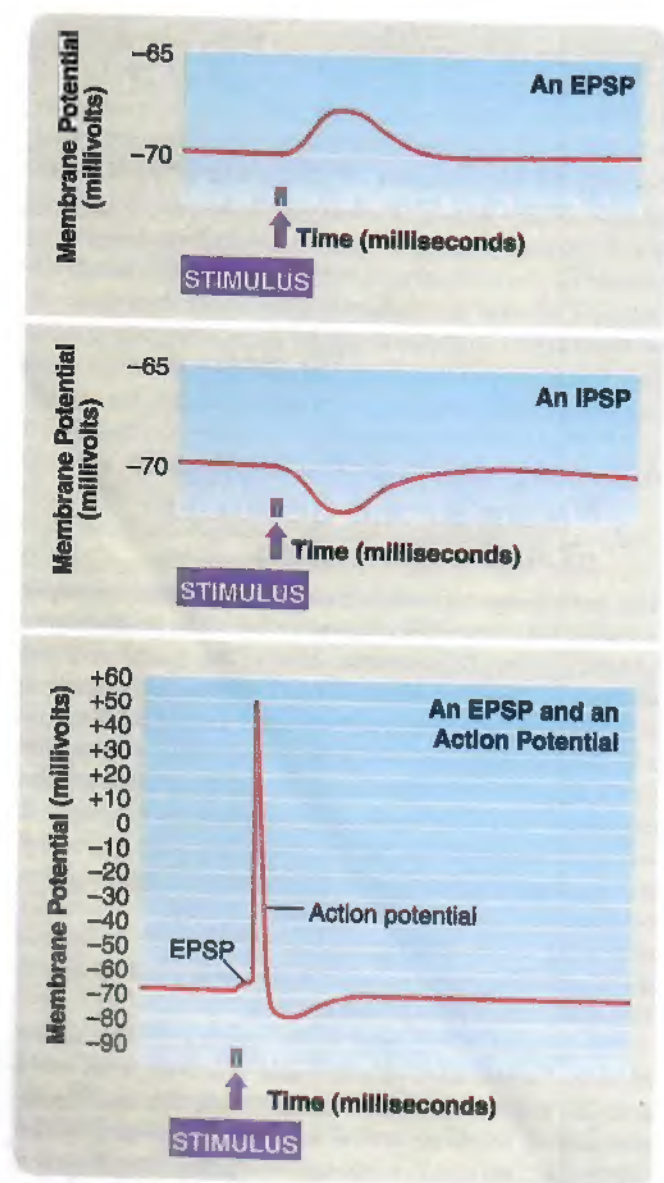 Membrane Potential
(millivolts)
−65
−70
An EPSP
Time (milliseconds)
STIMULUS
Membrane Potential
(millivolts)
−65
−70
An IPSP
Time (milliseconds)
STIMULUS
Membrane Potential (millivolts)
+60
+50
+40
+30
+20
+10
0
−10
−20
−30
−40
−50
−60
−70
−80
−90
An EPSP and an
Action Potential
Action potential
EPSP
Time (milliseconds)
STIMULUS